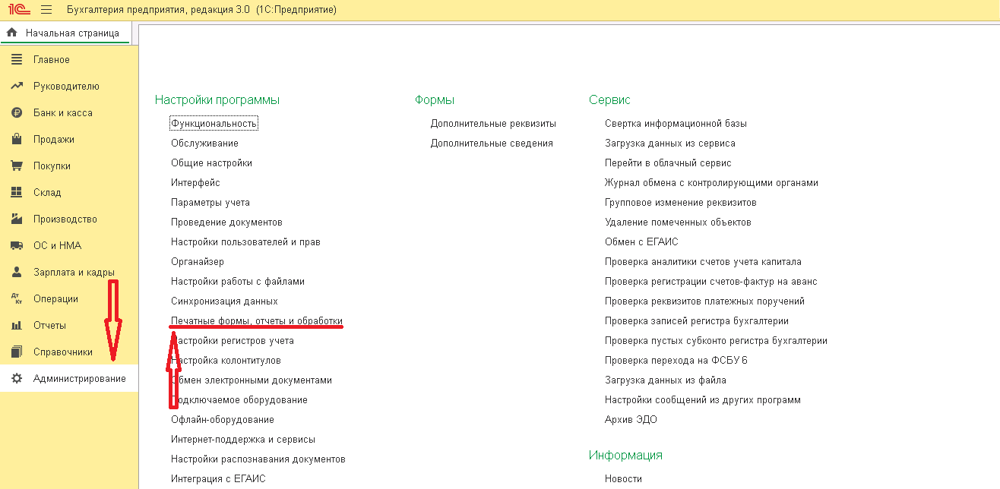 1С Бухгалтерия предприятия, редакция 3.0 (1С:Предприятие)
Начальная страница
Главное
Руководителю
Банк и касса
Продажи
Покупки
Склад
Производство
ОС и НМА
Зарплата и кадры
Дт Кт Операции
Отчеты
Справочники
Администрирование
Настройки программы
Функциональность
Обслуживание
Общие настройки
Интерфейс
Параметры учета
Проведение документов
Настройки пользователей и прав
Органайзер
Настройки работы с файлами
Синхронизация данных
Печатные формы, отчеты и обработки
Настройки регистров учета
Настройка колонтитулов
Обмен электронными документами
Подключаемое оборудование
Офлайн-оборудование
Интернет-поддержка и сервисы
Настройки распознавания документов
Интеграция с ЕГАИС
Формы
Дополнительные реквизиты
Дополнительные сведения
Сервис
Свертка информационной базы
Загрузка данных из сервиса
Перейти в облачный сервис
Журнал обмена с контролирующими органами
Групповое изменение реквизитов
Удаление помеченных объектов
Обмен с ЕГАИС
Проверка аналитики счетов учета капитала
Проверка регистрации счетов-фактур на аванс
Проверка реквизитов платежных поручений
Проверка записей регистра бухгалтерии
Проверка пустых субконто регистра бухгалтерии
Проверка перехода на ФСБУ 6
Загрузка данных из файла
Настройки сообщений из других программ
Архив ЭДО
Информация
Новости